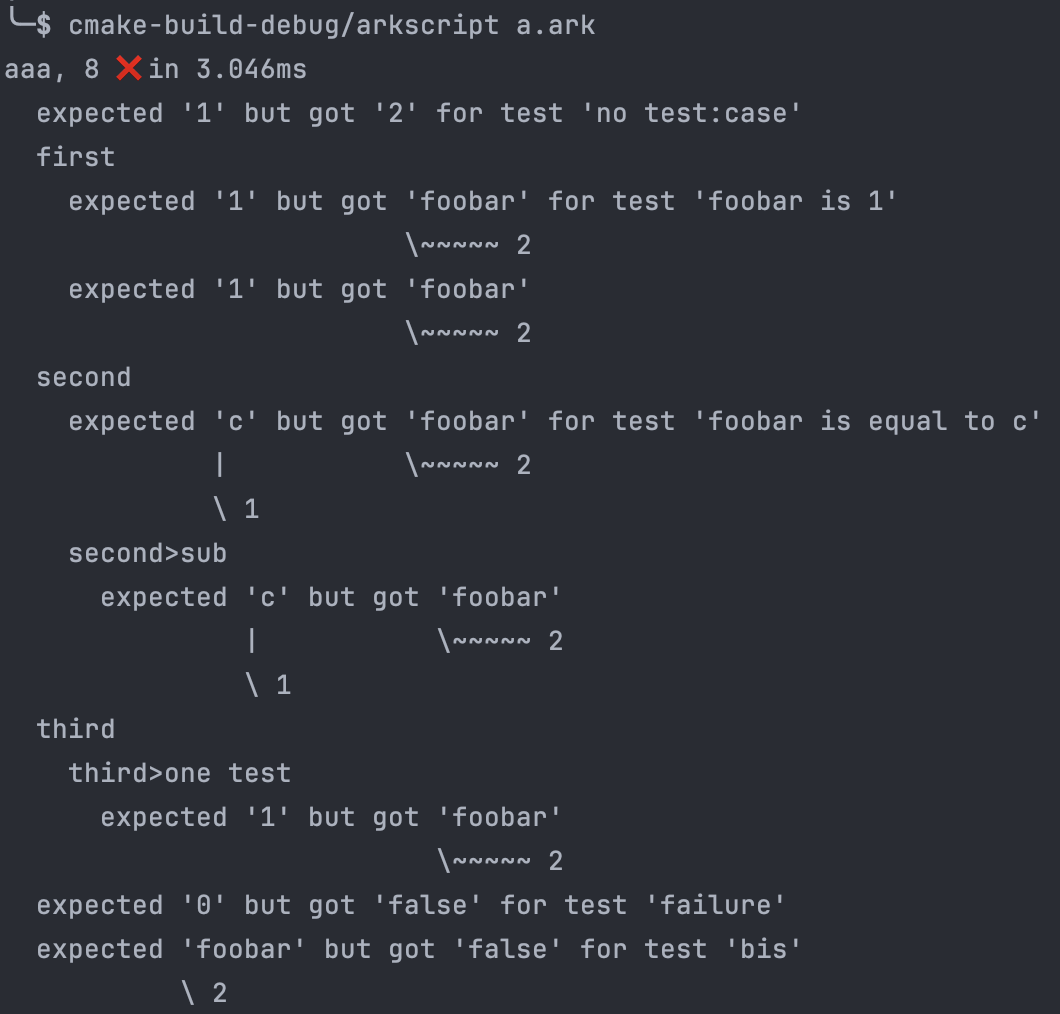 ╰─$ cmake-build-debug/arkscript a.ark
aaa, 8 ❌in 3.046ms
  expected '1' but got '2' for test 'no test:case'
  first
    expected '1' but got 'foobar' for test 'foobar is 1'
                         \~~~~~ 2
    expected '1' but got 'foobar'
                         \~~~~~ 2
  second
    expected 'c' but got 'foobar' for test 'foobar is equal to c'
             |           \~~~~~ 2
             \ 1
    second>sub
      expected 'c' but got 'foobar'
               |           \~~~~~ 2
               \ 1
  third
    third>one test
      expected '1' but got 'foobar'
                           \~~~~~ 2
  expected '0' but got 'false' for test 'failure'
  expected 'foobar' but got 'false' for test 'bis'
           \ 2